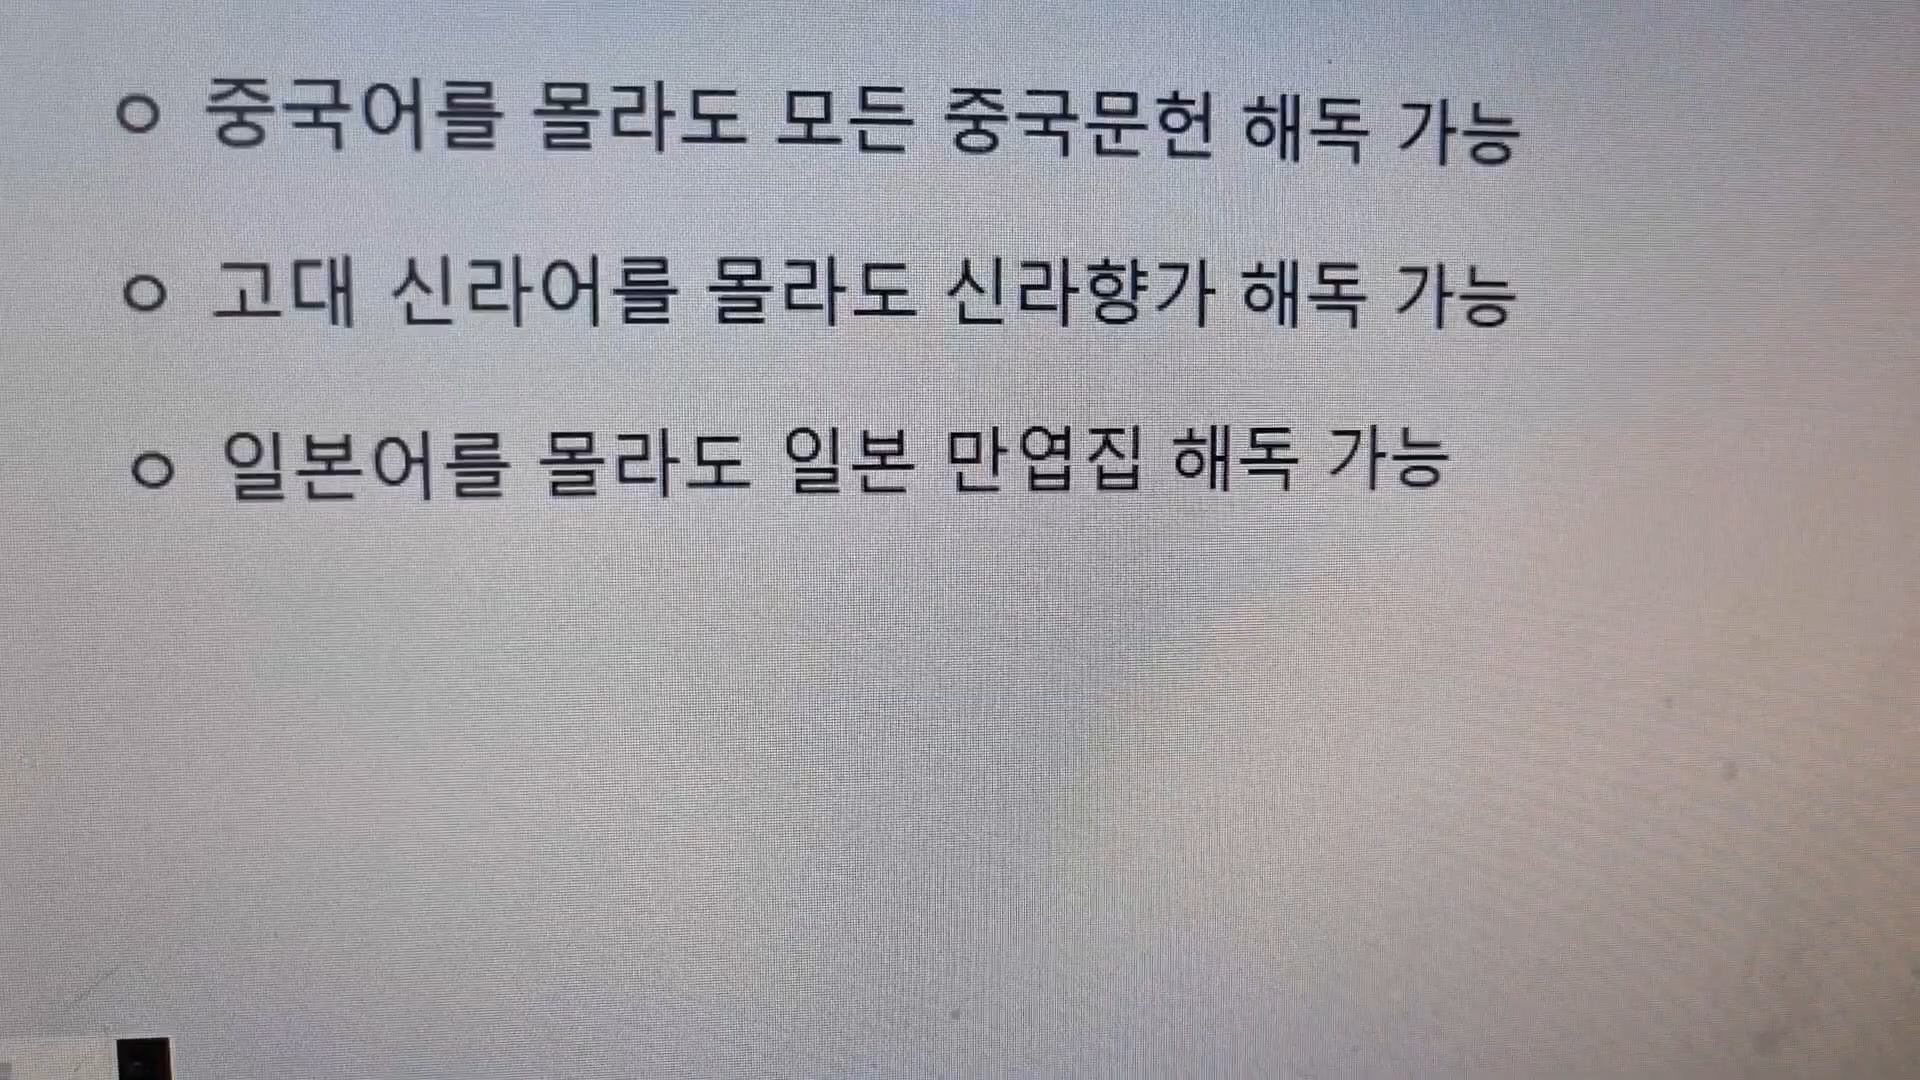 ㅇ 중국어를 몰라도 모든 중국문헌 해독 가능
ㅇ 고대 신라어를 몰라도 신라향가 해독 가능
ㅇ 일본어를 몰라도 일본 만엽집 해독 가능